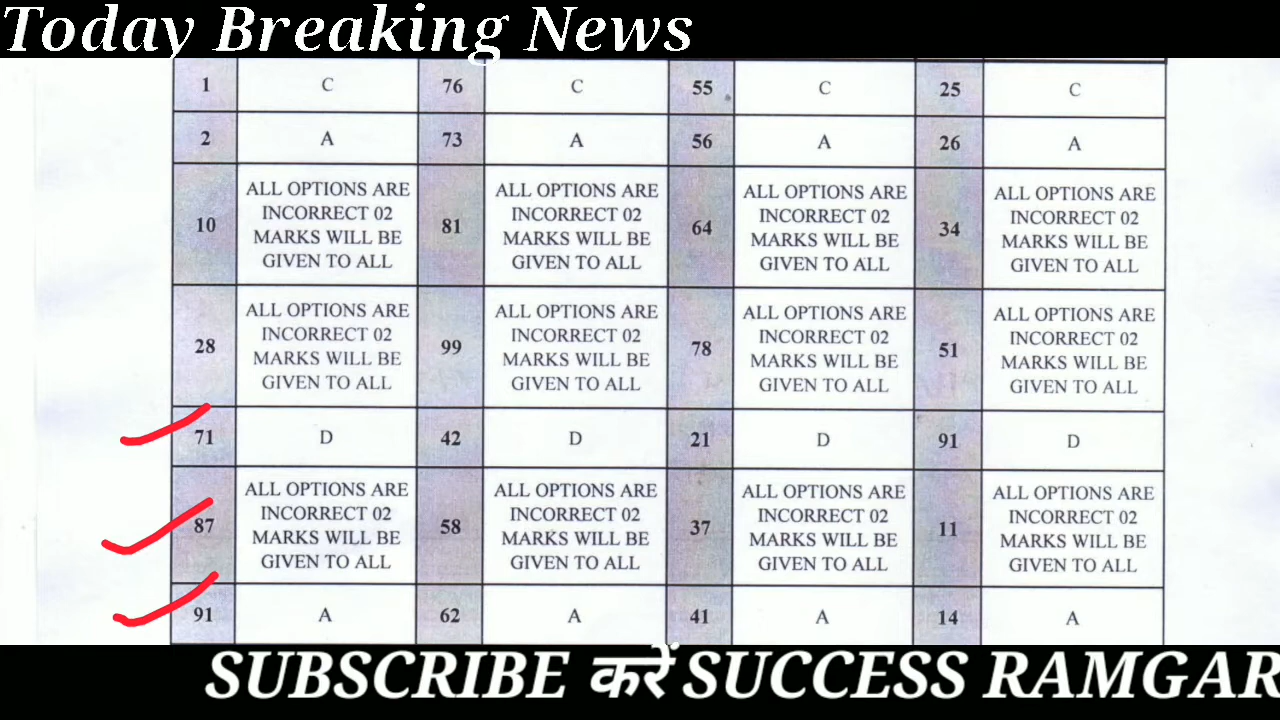 Today Breaking News
1 C 76 C 55 C 25 C
2 A 73 A 56 A 26 A
ALL OPTIONS ARE ALL OPTIONS ARE ALL OPTIONS ARE ALL OPTIONS ARE
INCORRECT 02 INCORRECT 02 INCORRECT 02 INCORRECT 02
10 MARKS WILL BE 81 MARKS WILL BE 64 MARKS WILL BE 34 MARKS WILL BE
GIVEN TO ALL GIVEN TO ALL GIVEN TO ALL GIVEN TO ALL
ALL OPTIONS ARE ALL OPTIONS ARE ALL OPTIONS ARE ALL OPTIONS ARE
INCORRECT 02 INCORRECT 02 INCORRECT 02 INCORRECT 02
28 MARKS WILL BE 99 MARKS WILL BE 78 MARKS WILL BE 51 MARKS WILL BE
GIVEN TO ALL GIVEN TO ALL GIVEN TO ALL GIVEN TO ALL
71 D 42 D 21 D 91 D
ALL OPTIONS ARE ALL OPTIONS ARE ALL OPTIONS ARE ALL OPTIONS ARE
INCORRECT 02 INCORRECT 02 INCORRECT 02 INCORRECT 02
87 MARKS WILL BE 58 MARKS WILL BE 37 MARKS WILL BE 11 MARKS WILL BE
GIVEN TO ALL GIVEN TO ALL GIVEN TO ALL GIVEN TO ALL
91 A 62 A 41 A 14 A
SUBSCRIBE करें SUCCESS RAMGAR